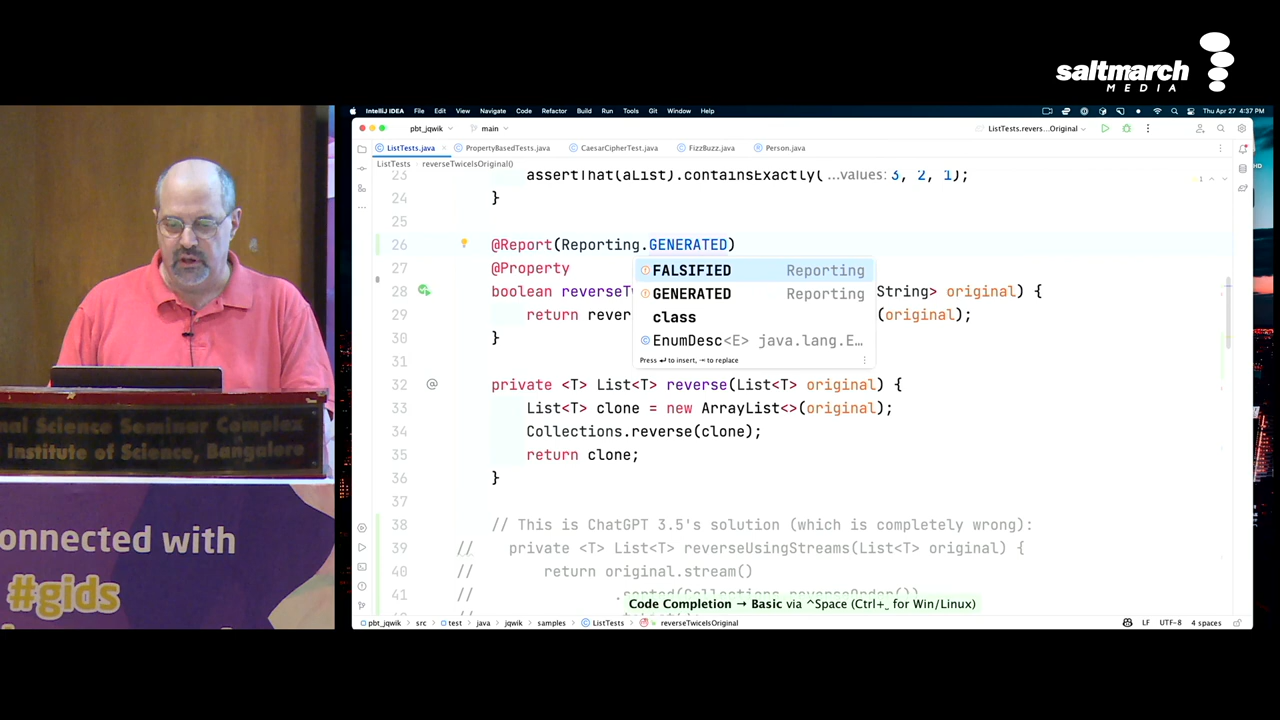 saltmarch
MEDIA
IntelliJ IDEA File Edit View Navigate Code Refactor Build Run Tools Git Window Help
Thu Apr 27 4:37 PM
pbt_jqwik main
ListTests.revers...Original
ListTests.java PropertyBasedTests.java CaesarCipherTest.java FizzBuzz.java Person.java
ListTests reverseTwiceIsOriginal()
23 assertThat(aList).containsExactly( ...values: 3, 2, 1);
24 }
25
26 @Report(Reporting.GENERATED)
27 @Property
28 boolean reverseT String> original) {
29 return rever (original);
30 }
31
FALSIFIED Reporting
GENERATED Reporting
class
EnumDesc<E> java.lang.E...
Press ↵ to insert, ⇥ to replace
32 @ private <T> List<T> reverse(List<T> original) {
33 List<T> clone = new ArrayList<>(original);
34 Collections.reverse(clone);
35 return clone;
36 }
37
38 // This is ChatGPT 3.5's solution (which is completely wrong):
39 // private <T> List<T> reverseUsingStreams(List<T> original) {
40 // return original.stream()
41 // .sorted(Collections.reverseOrder())
Code Completion → Basic via ^Space (Ctrl+˽ for Win/Linux)
pbt_jqwik src test java jqwik samples ListTests reverseTwiceIsOriginal
LF UTF-8 4 spaces
nal Science Seminar Complex
Institute of Science, Bangalore
onnected with
#gids